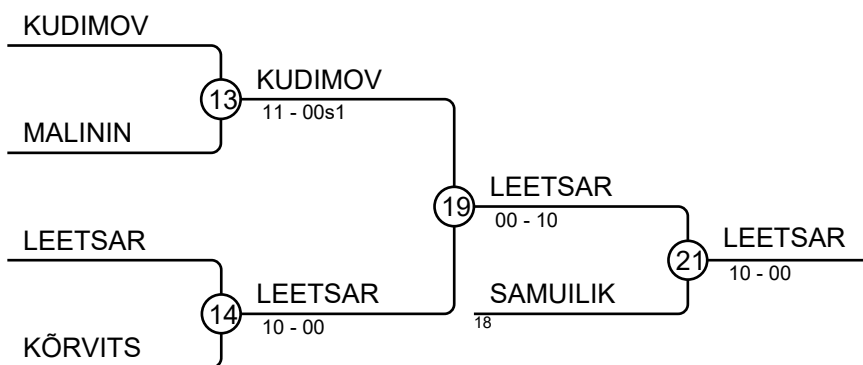 KUDIMOV
13
KUDIMOV
11 - 00s1
MALININ
19
LEETSAR
00 - 10
LEETSAR
21
LEETSAR
10 - 00
14
LEETSAR
10 - 00
SAMUILIK
18
KÕRVITS